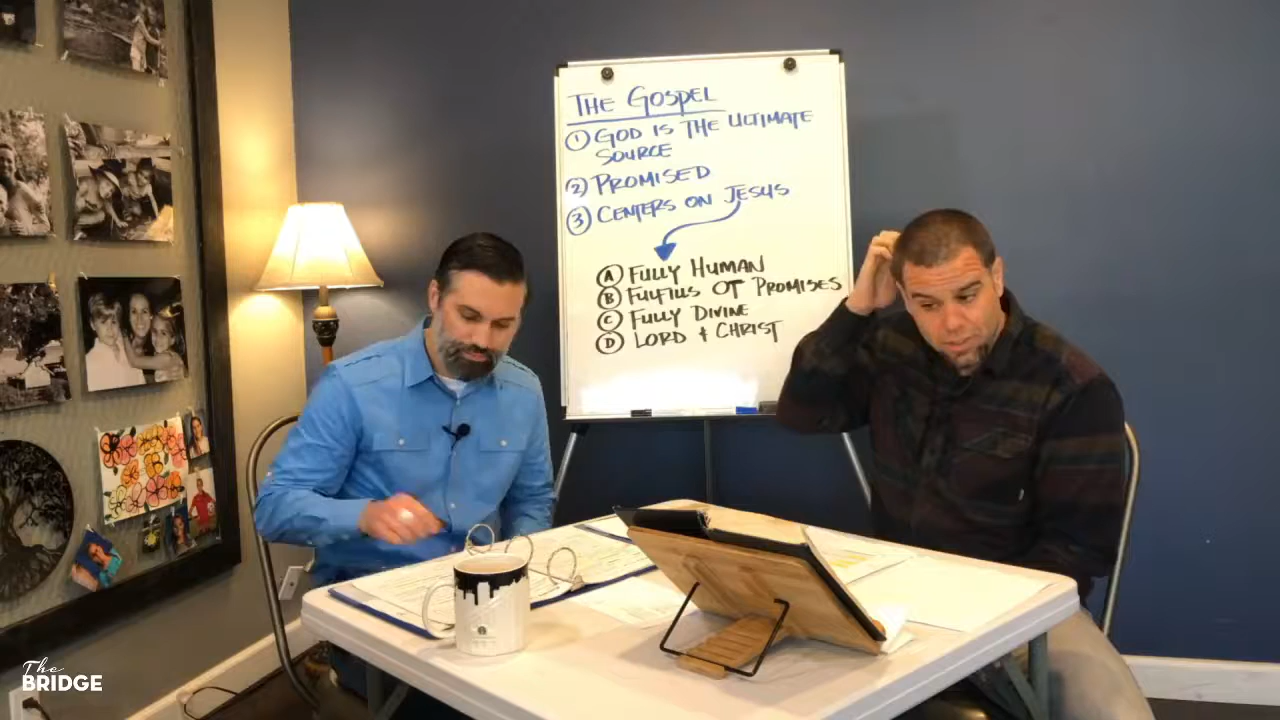 THE GOSPEL
① GOD IS THE ULTIMATE
SOURCE
② PROMISED
③ CENTERS ON JESUS
Ⓐ FULLY HUMAN
Ⓑ FULFILLS OT PROMISES
Ⓒ FULLY DIVINE
Ⓓ LORD + CHRIST
The
BRIDGE